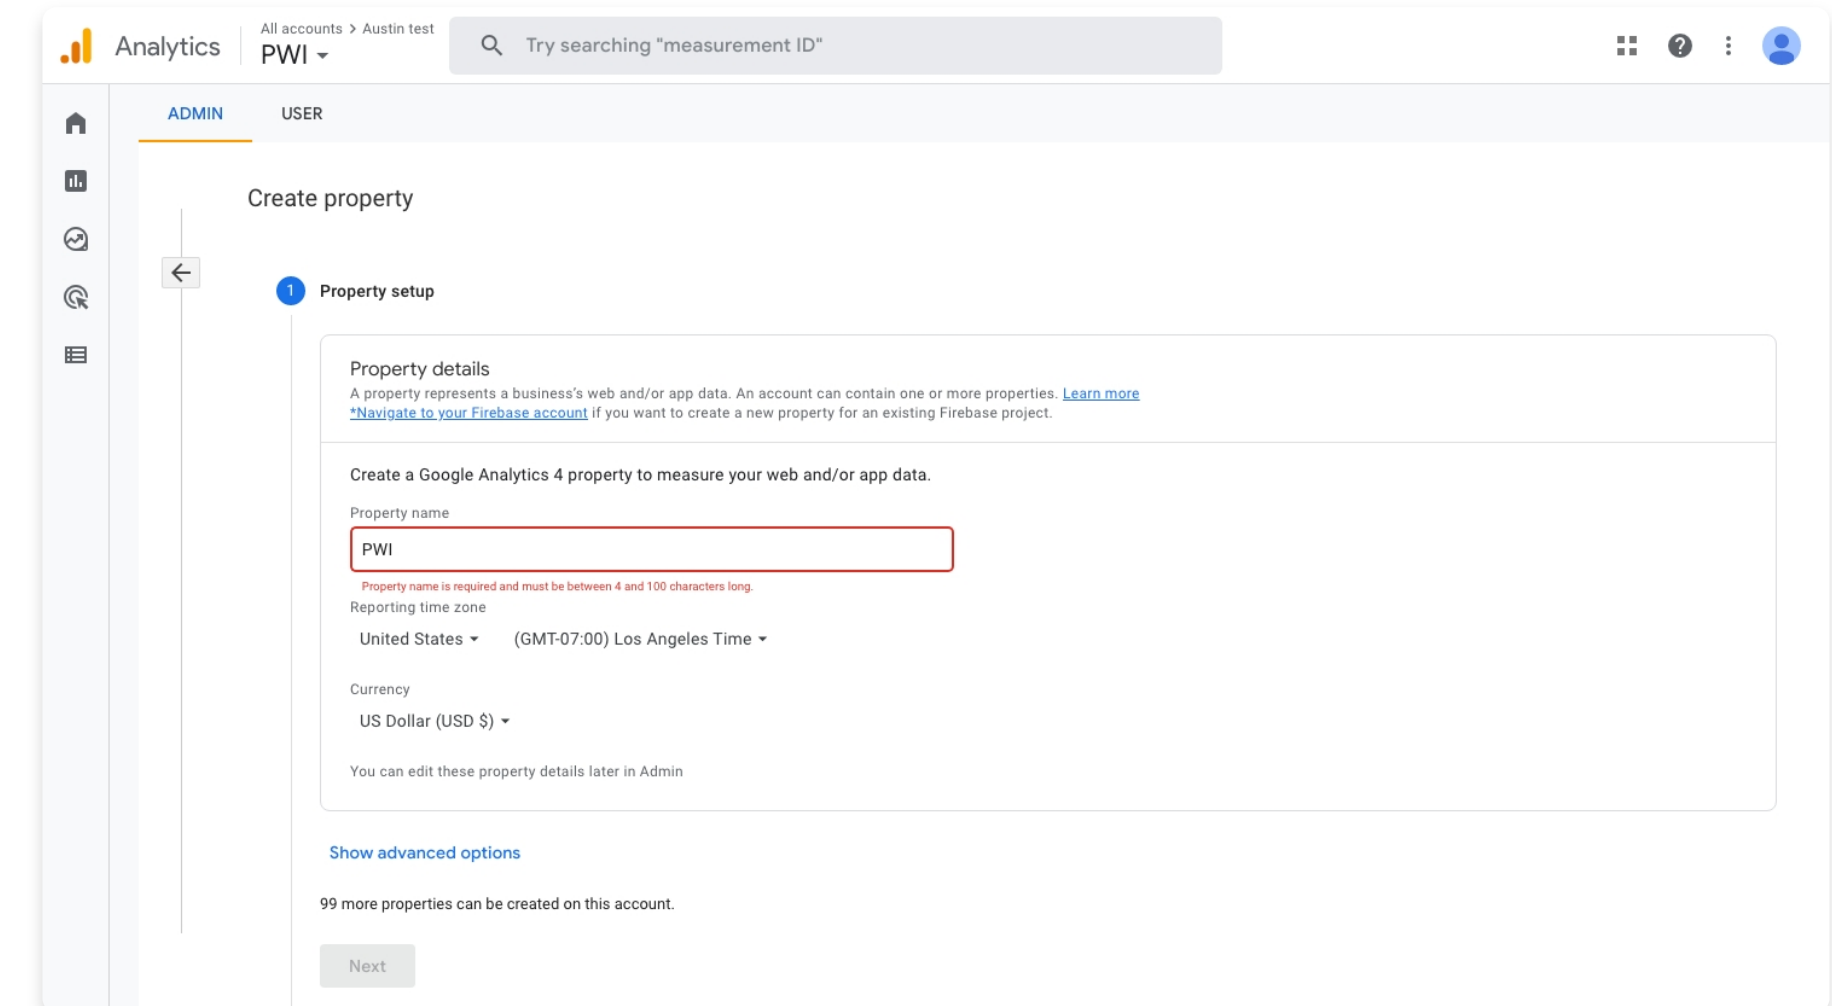 Analytics
All accounts > Austin test
PWI
Try searching "measurement ID"
ADMIN
USER
Create property
1
Property setup
Property details
A property represents a business's web and/or app data. An account can contain one or more properties. Learn more
*Navigate to your Firebase account if you want to create a new property for an existing Firebase project.
Create a Google Analytics 4 property to measure your web and/or app data.
Property name
PWI
Property name is required and must be between 4 and 100 characters long.
Reporting time zone
United States
(GMT-07:00) Los Angeles Time
Currency
US Dollar (USD $)
You can edit these property details later in Admin
Show advanced options
99 more properties can be created on this account.
Next